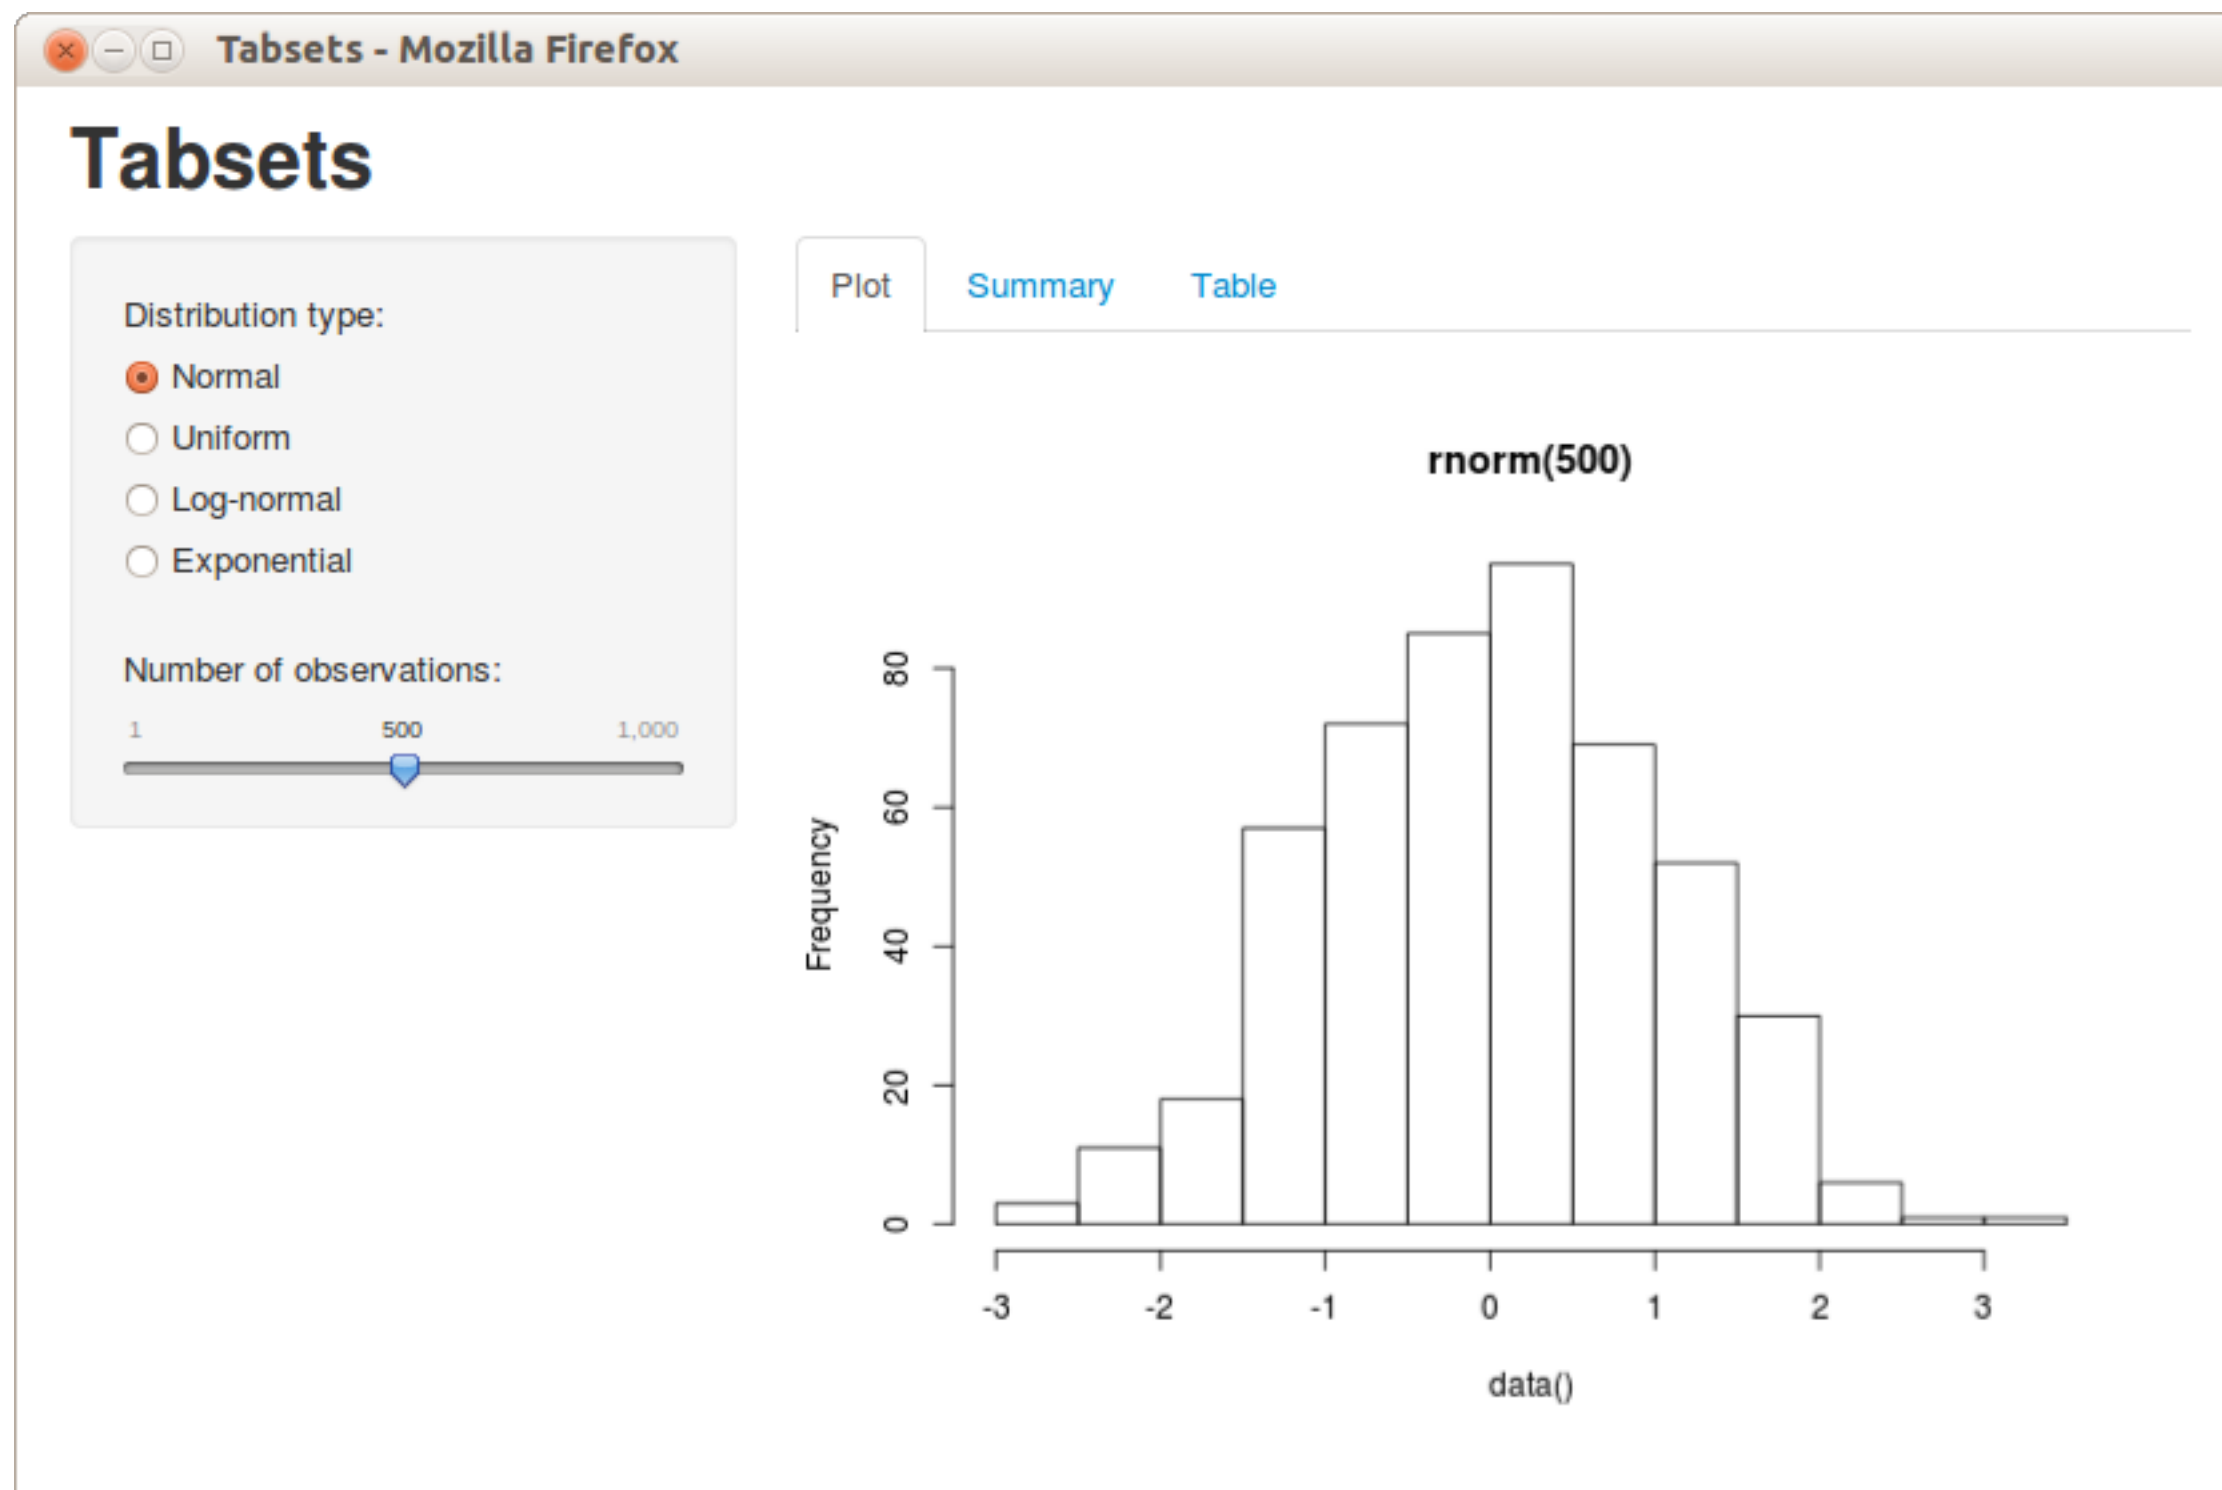 Tabsets - Mozilla Firefox
Tabsets
Distribution type:
Normal
Uniform
Log-normal
Exponential
Number of observations:
1 500 1,000
Plot Summary Table
rnorm(500)
Frequency
80
60
40
20
0
-3 -2 -1 0 1 2 3
data()